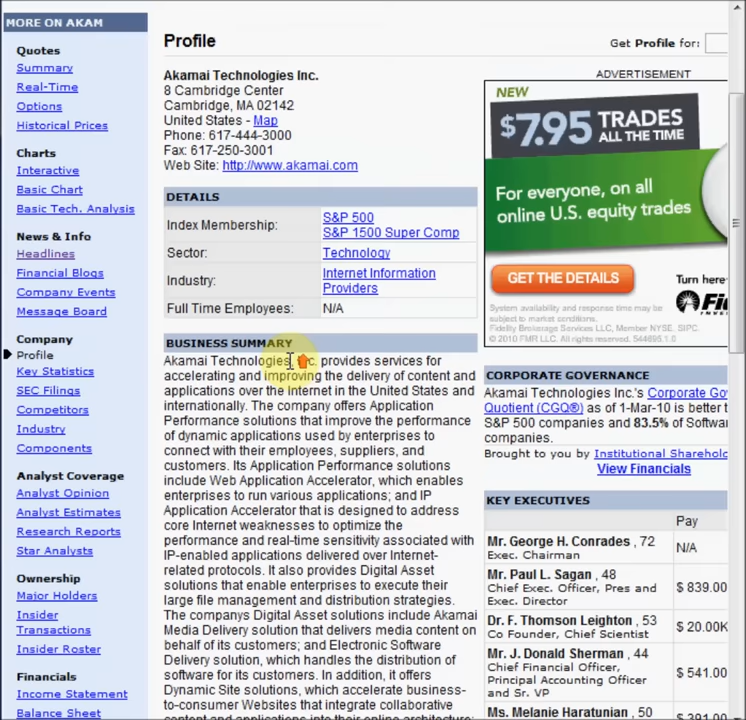 MORE ON AKAM
Quotes
Summary
Real-Time
Options
Historical Prices
Charts
Interactive
Basic Chart
Basic Tech. Analysis
News & Info
Headlines
Financial Blogs
Company Events
Message Board
Company
Profile
Key Statistics
SEC Filings
Competitors
Industry
Components
Analyst Coverage
Analyst Opinion
Analyst Estimates
Research Reports
Star Analysts
Ownership
Major Holders
Insider
Transactions
Insider Roster
Financials
Income Statement
Balance Sheet
Profile
Get Profile for:
Akamai Technologies Inc.
8 Cambridge Center
Cambridge, MA 02142
United States - Map
Phone: 617-444-3000
Fax: 617-250-3001
Web Site: http://www.akamai.com
DETAILS
Index Membership: S&P 500
S&P 1500 Super Comp
Sector: Technology
Industry: Internet Information
Providers
Full Time Employees: N/A
BUSINESS SUMMARY
Akamai Technologies, Inc. provides services for
accelerating and improving the delivery of content and
applications over the Internet in the United States and
internationally. The company offers Application
Performance solutions that improve the performance
of dynamic applications used by enterprises to
connect with their employees, suppliers, and
customers. Its Application Performance solutions
include Web Application Accelerator, which enables
enterprises to run various applications; and IP
Application Accelerator that is designed to address
core Internet weaknesses to optimize the
performance and real-time sensitivity associated with
IP-enabled applications delivered over Internet-
related protocols. It also provides Digital Asset
solutions that enable enterprises to execute their
large file management and distribution strategies.
The companys Digital Asset solutions include Akamai
Media Delivery solution that delivers media content on
behalf of its customers; and Electronic Software
Delivery solution, which handles the distribution of
software for its customers. In addition, it offers
Dynamic Site solutions, which accelerate business-
to-consumer Websites that integrate collaborative
content and applications into their online architecture;
ADVERTISEMENT
NEW
$7.95 TRADES
ALL THE TIME
For everyone, on all
online U.S. equity trades
GET THE DETAILS
Turn here
Fi
System availability and response time may be
subject to market conditions.
Fidelity Brokerage Services LLC, Member NYSE, SIPC.
© 2010 FMR LLC. All rights reserved. 544695.1.0
CORPORATE GOVERNANCE
Akamai Technologies Inc.'s Corporate Gov
Quotient (CGQ®) as of 1-Mar-10 is better t
S&P 500 companies and 83.5% of Softwar
companies.
Brought to you by Institutional Shareholde
View Financials
KEY EXECUTIVES
Pay
Mr. George H. Conrades , 72
Exec. Chairman
N/A
Mr. Paul L. Sagan , 48
Chief Exec. Officer, Pres and
Exec. Director
$ 839.00
Dr. F. Thomson Leighton , 53
Co Founder, Chief Scientist
$ 20.00K
Mr. J. Donald Sherman , 44
Chief Financial Officer,
Principal Accounting Officer
and Sr. VP
$ 541.00
Ms. Melanie Haratunian , 50
$ 391.00